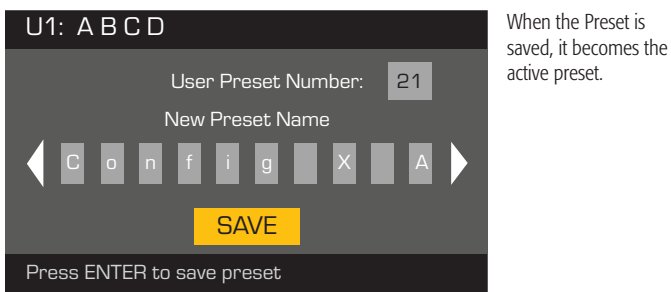 U1: A B C D
User Preset Number: 21
New Preset Name
C o n f i g X A
SAVE
Press ENTER to save preset
When the Preset is
saved, it becomes the
active preset.